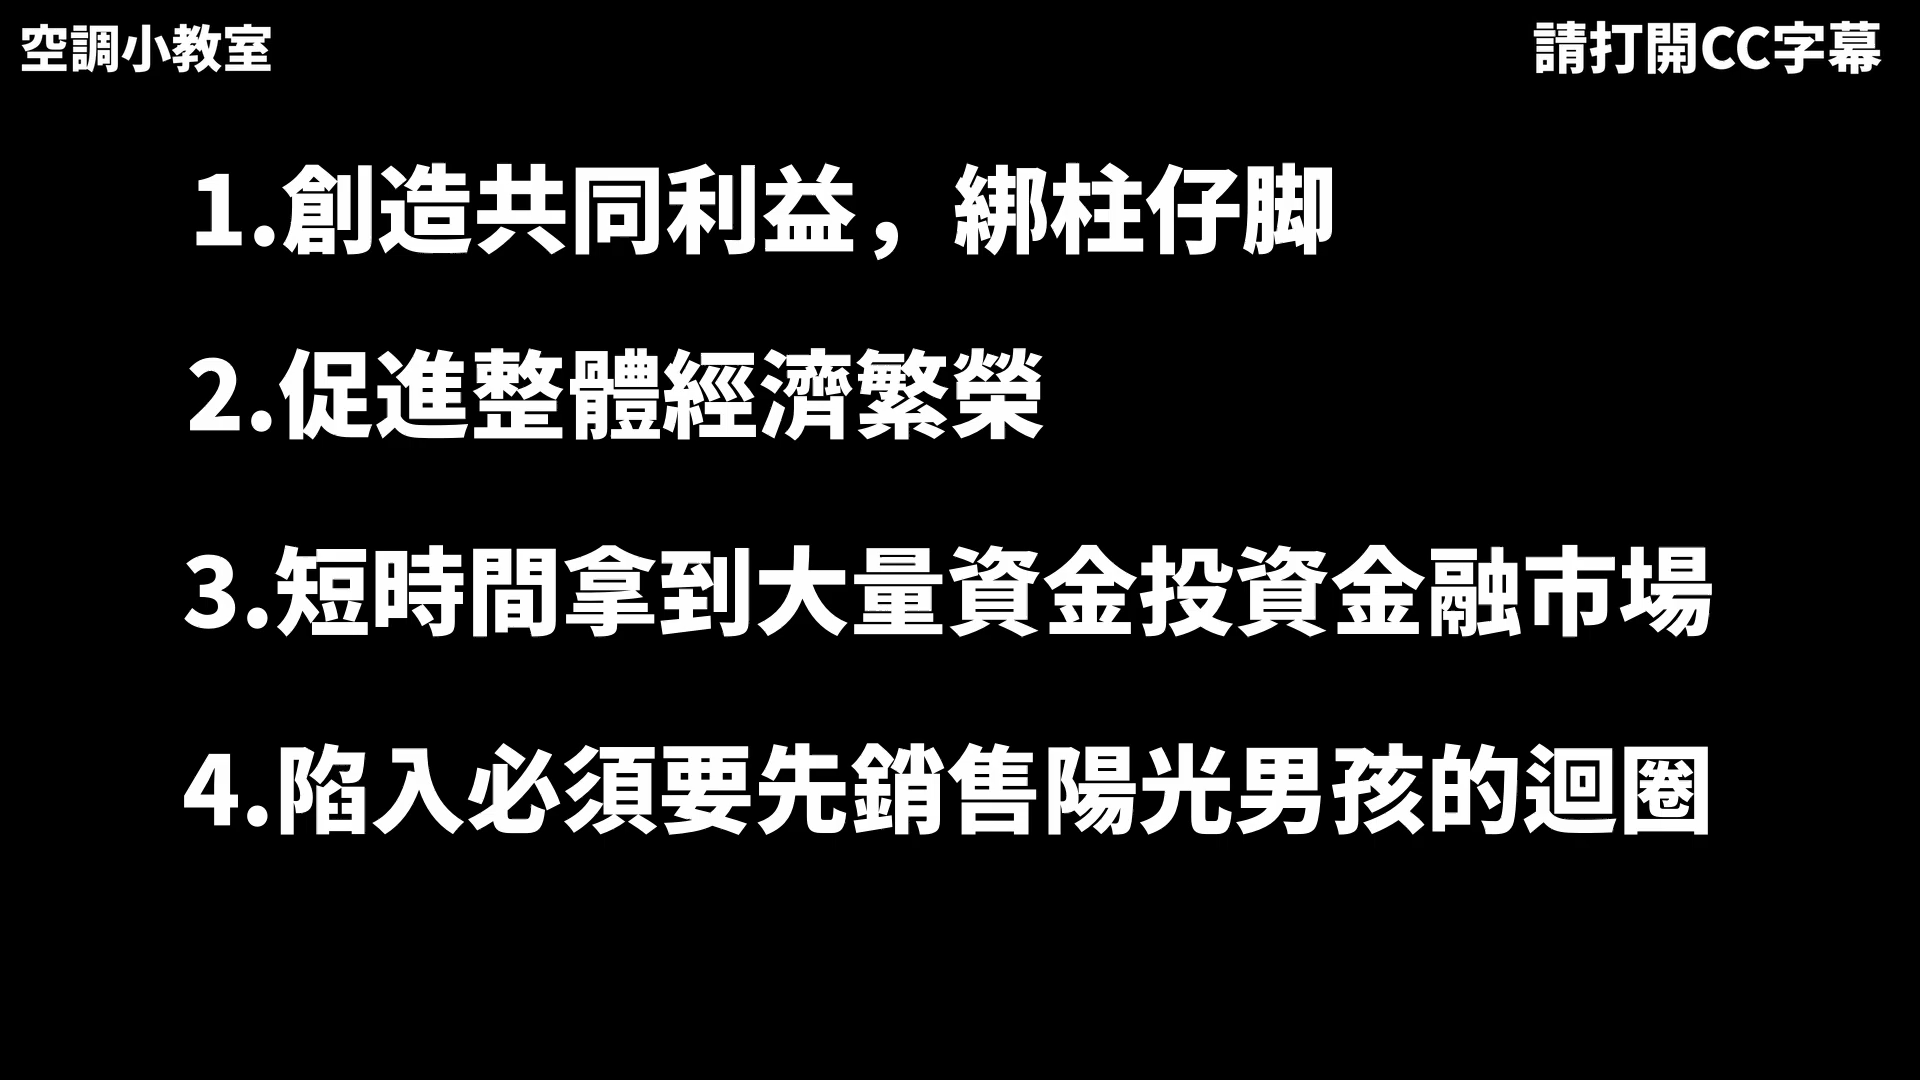 空調小教室
請打開CC字幕
1.創造共同利益，綁柱仔脚
2.促進整體經濟繁榮
3.短時間拿到大量資金投資金融市場
4.陷入必須要先銷售陽光男孩的迴圈